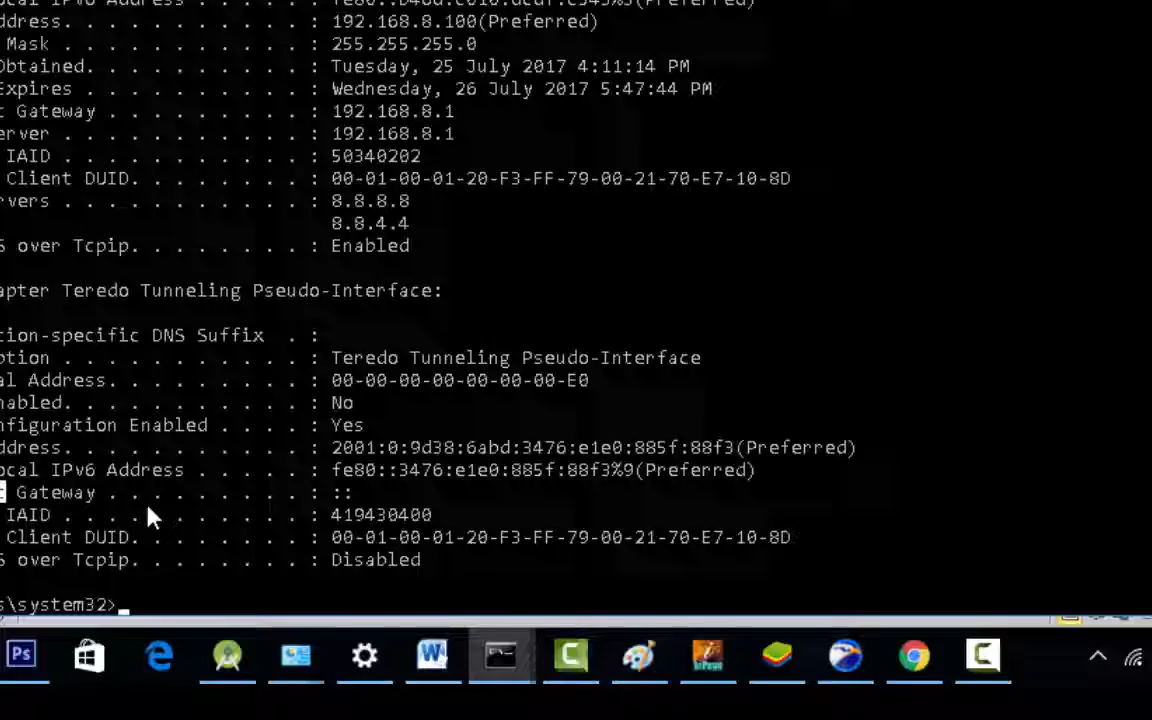 Address. . . . . . . . . . . : 192.168.8.100(Preferred)
Mask . . . . . . . . . . . : 255.255.255.0
Obtained. . . . . . . . . . : Tuesday, 25 July 2017 4:11:14 PM
Expires . . . . . . . . . . : Wednesday, 26 July 2017 5:47:44 PM
t Gateway . . . . . . . . . : 192.168.8.1
erver . . . . . . . . . . . : 192.168.8.1
IAID . . . . . . . . . . . : 50340202
Client DUID. . . . . . . . : 00-01-00-01-20-F3-FF-79-00-21-70-E7-10-8D
rvers . . . . . . . . . . . : 8.8.8.8
8.8.4.4
S over Tcpip. . . . . . . . : Enabled
apter Teredo Tunneling Pseudo-Interface:
tion-specific DNS Suffix . :
ption . . . . . . . . . . . : Teredo Tunneling Pseudo-Interface
al Address. . . . . . . . . : 00-00-00-00-00-00-00-E0
nabled. . . . . . . . . . . : No
nfiguration Enabled . . . . : Yes
ddress. . . . . . . . . . . : 2001:0:9d38:6abd:3476:e1e0:885f:88f3(Preferred)
ocal IPv6 Address . . . . . : fe80::3476:e1e0:885f:88f3%9(Preferred)
t Gateway . . . . . . . . . : ::
IAID . . . . . . . . . . . : 419430400
Client DUID. . . . . . . . : 00-01-00-01-20-F3-FF-79-00-21-70-E7-10-8D
S over Tcpip. . . . . . . . : Disabled
s\system32>
Ps